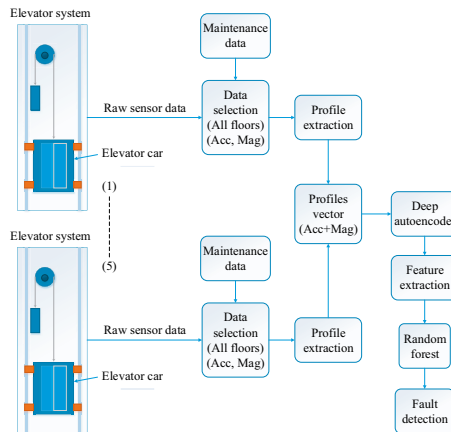 Elevator system
Maintenance
data
Raw sensor data
Data
selection
(All floors)
(Acc, Mag)
Profile
extraction
Elevator car
(1)
Profiles
vector
(Acc+Mag)
Deep
autoencoder
Elevator system
(5)
Maintenance
data
Feature
extraction
Raw sensor data
Data
selection
(All floors)
(Acc, Mag)
Profile
extraction
Random
forest
Elevator car
Fault
detection